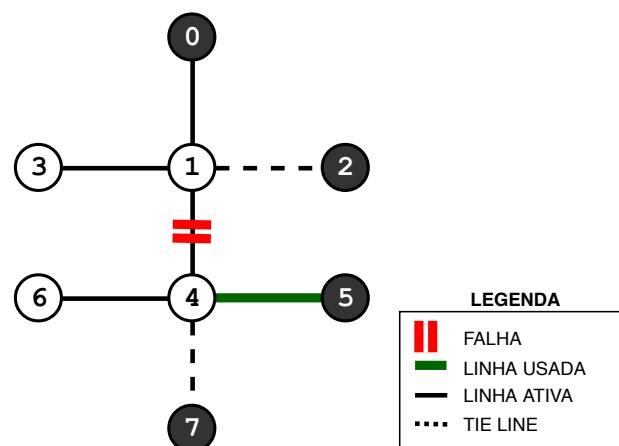 0
3 1 2
6 4 5
7
LEGENDA
FALHA
LINHA USADA
LINHA ATIVA
TIE LINE